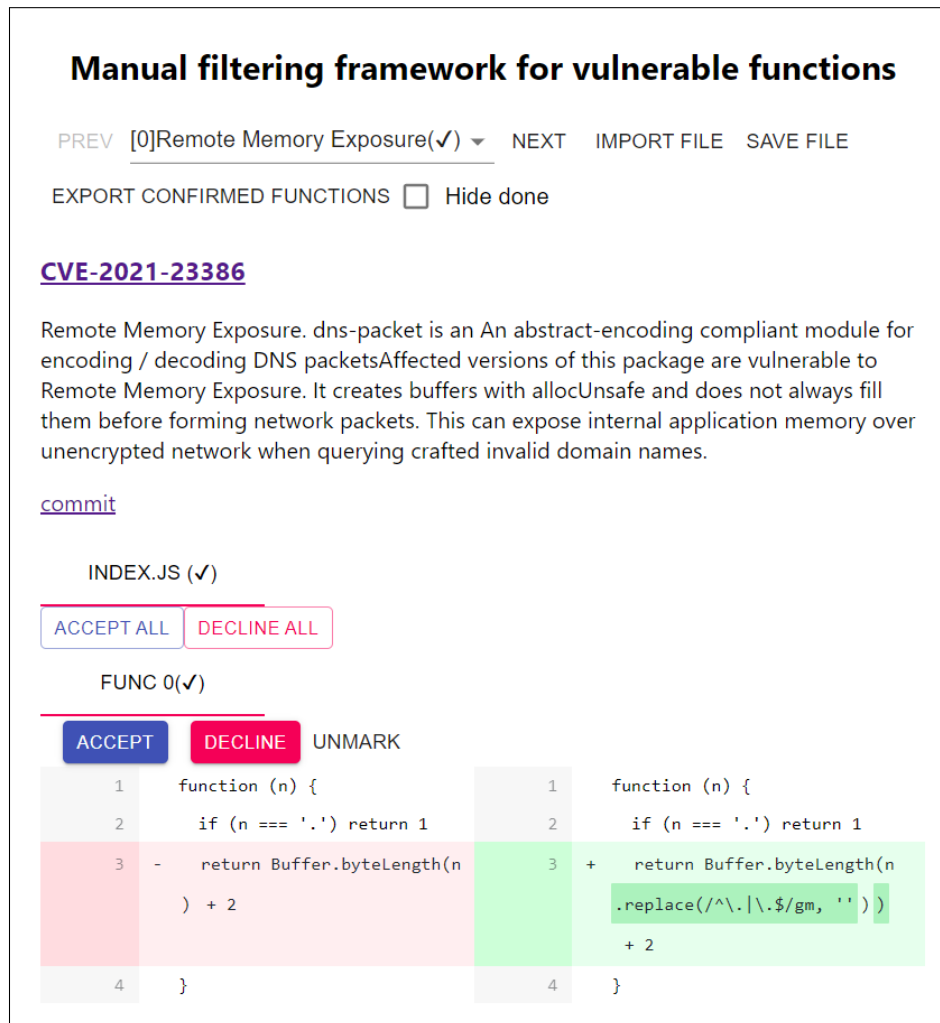 Manual filtering framework for vulnerable functions
PREV [0]Remote Memory Exposure(✓) NEXT IMPORT FILE SAVE FILE
EXPORT CONFIRMED FUNCTIONS Hide done
CVE-2021-23386
Remote Memory Exposure. dns-packet is an An abstract-encoding compliant module for
encoding / decoding DNS packetsAffected versions of this package are vulnerable to
Remote Memory Exposure. It creates buffers with allocUnsafe and does not always fill
them before forming network packets. This can expose internal application memory over
unencrypted network when querying crafted invalid domain names.
commit
INDEX.JS (✓)
ACCEPT ALL DECLINE ALL
FUNC 0(✓)
ACCEPT DECLINE UNMARK
1 function (n) {
2 if (n === '.') return 1
3 - return Buffer.byteLength(n
) + 2
4 }
1 function (n) {
2 if (n === '.') return 1
3 + return Buffer.byteLength(n
.replace(/^\.|\.$/gm, ''))
+ 2
4 }